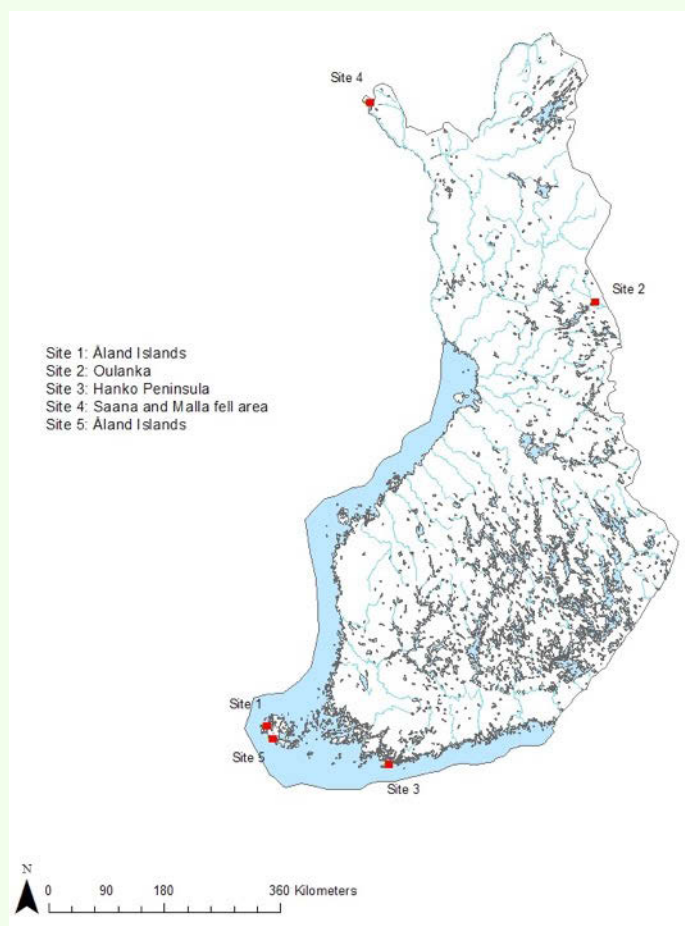 Site 4
Site 2
Site 1: Åland Islands
Site 2: Oulanka
Site 3: Hanko Peninsula
Site 4: Saana and Malla fell area
Site 5: Åland Islands
Site 1
Site 5
Site 3
N
0 90 180 360 Kilometers